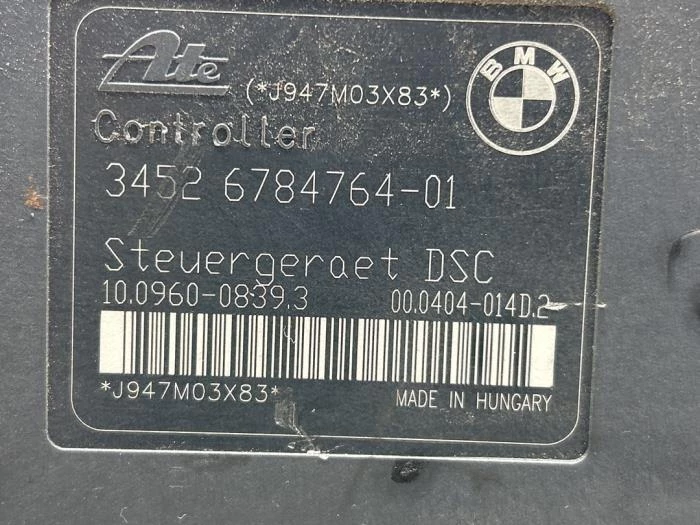 Ate
(*J947M03X83*)
BMW
Controller
3452 6784764-01
Steuergeraet DSC
10.0960-0839.3 00.0404-014D.2
*J947M03X83*
MADE IN HUNGARY